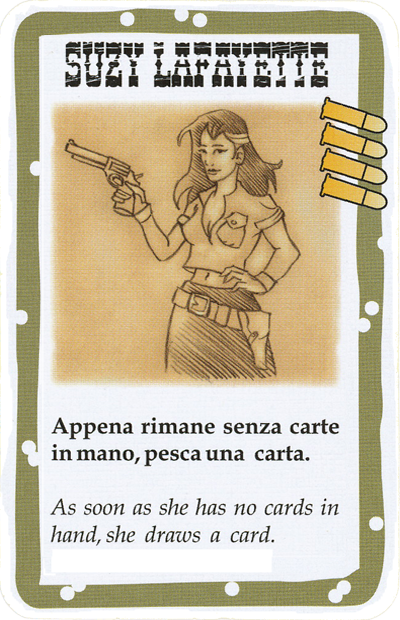 SUZY LAFAYETTE
Appena rimane senza carte
in mano, pesca una carta.
As soon as she has no cards in
hand, she draws a card.